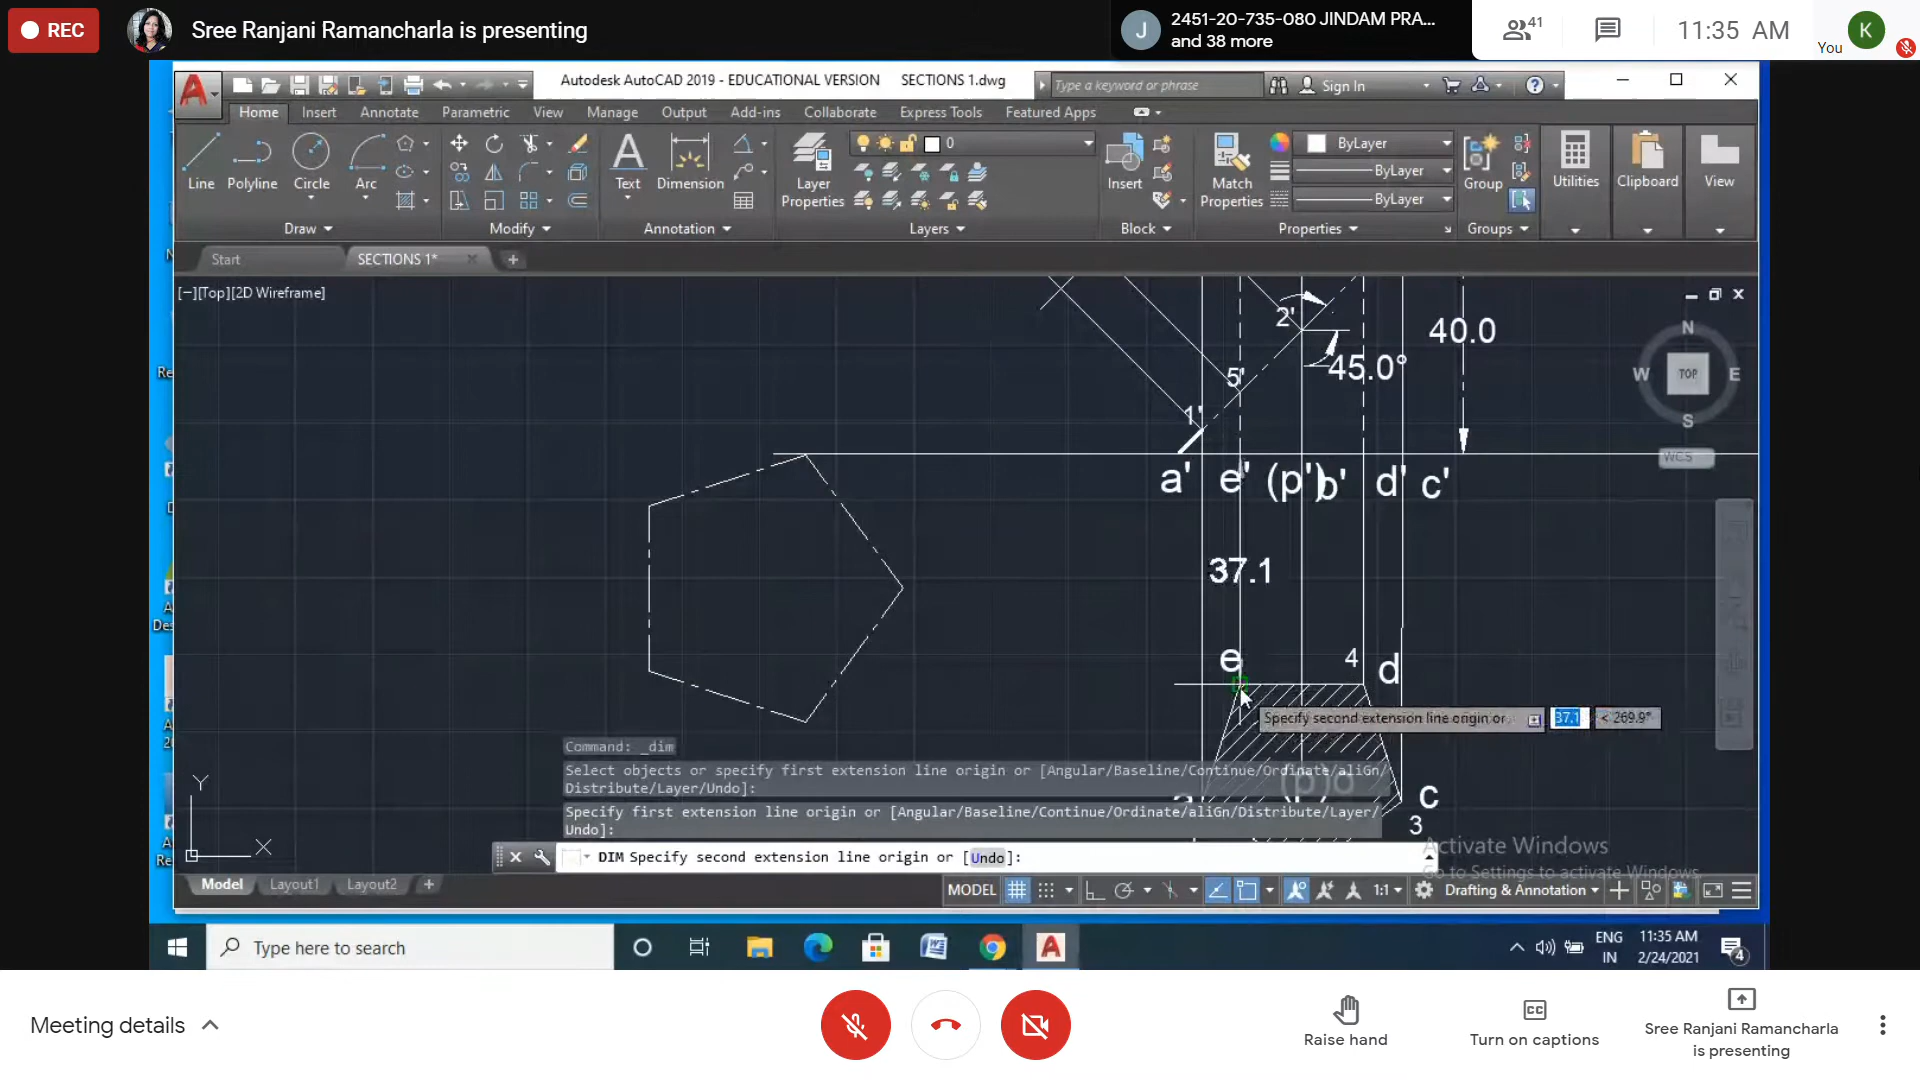 REC
Sree Ranjani Ramancharla is presenting
J
2451-20-735-080 JINDAM PRA...
and 38 more
41
11:35 AM
You
K
Autodesk AutoCAD 2019 - EDUCATIONAL VERSION SECTIONS 1.dwg
Type a keyword or phrase
Sign In
Home Insert Annotate Parametric View Manage Output Add-ins Collaborate Express Tools Featured Apps
Line
Polyline
Circle
Arc
Text
Dimension
Layer
Properties
0
Insert
Match
Properties
ByLayer
ByLayer
ByLayer
Group
Utilities
Clipboard
View
Draw
Modify
Annotation
Layers
Block
Properties
Groups
Start
SECTIONS 1*
[−][Top][2D Wireframe]
N
W
TOP
E
S
WCS
2'
40.0
45.0°
5'
1'
a' e' (p') b' d' c'
37.1
e
4
d
Specify second extension line origin or
37.1
< 269.9°
Command: _dim
Select objects or specify first extension line origin or [Angular/Baseline/Continue/Ordinate/aliGn/
Distribute/Layer/Undo]:
Specify first extension line origin or [Angular/Baseline/Continue/Ordinate/aliGn/Distribute/Layer/
Undo]:
DIM Specify second extension line origin or [Undo]:
a
(p)b
c
3
Y
X
Activate Windows
Go to Settings to activate Windows.
Model Layout1 Layout2
MODEL
1:1
Drafting & Annotation
Type here to search
ENG
IN
11:35 AM
2/24/2021
4
Meeting details
Raise hand
Turn on captions
Sree Ranjani Ramancharla
is presenting